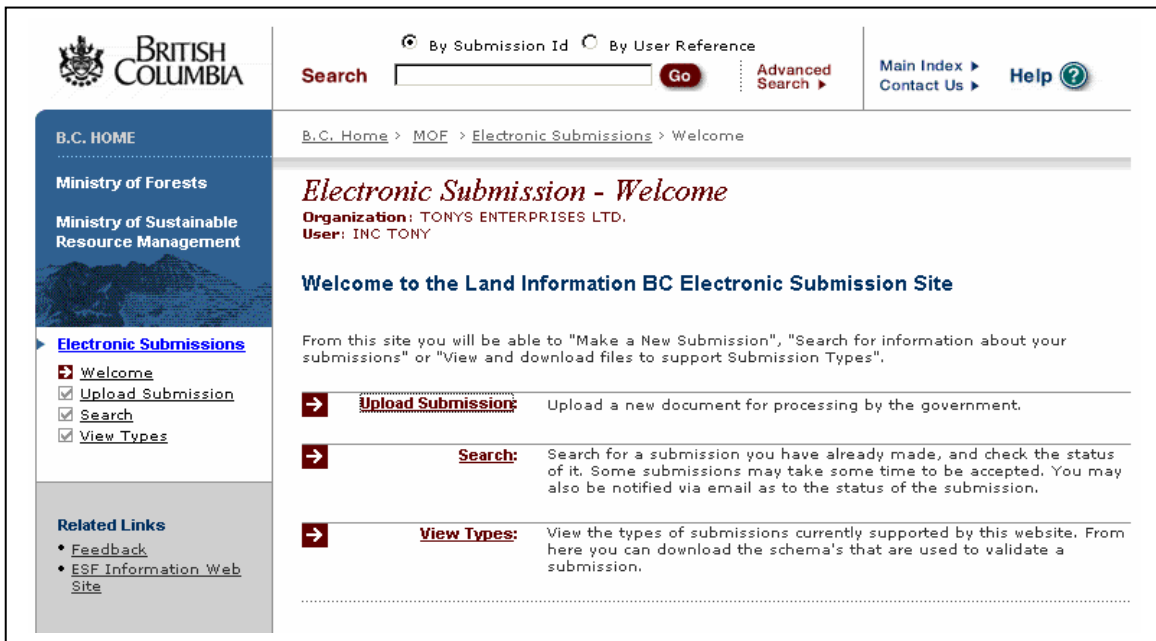 BRITISH
COLUMBIA
By Submission Id By User Reference
Search Go Advanced
Search
Main Index
Contact Us
Help ?
B.C. HOME
Ministry of Forests
Ministry of Sustainable
Resource Management
Electronic Submissions
Welcome
Upload Submission
Search
View Types
Related Links
• Feedback
• ESF Information Web
Site
B.C. Home > MOF > Electronic Submissions > Welcome
Electronic Submission - Welcome
Organization: TONYS ENTERPRISES LTD.
User: INC TONY
Welcome to the Land Information BC Electronic Submission Site
From this site you will be able to "Make a New Submission", "Search for information about your
submissions" or "View and download files to support Submission Types".
Upload Submission: Upload a new document for processing by the government.
Search: Search for a submission you have already made, and check the status
of it. Some submissions may take some time to be accepted. You may
also be notified via email as to the status of the submission.
View Types: View the types of submissions currently supported by this website. From
here you can download the schema's that are used to validate a
submission.